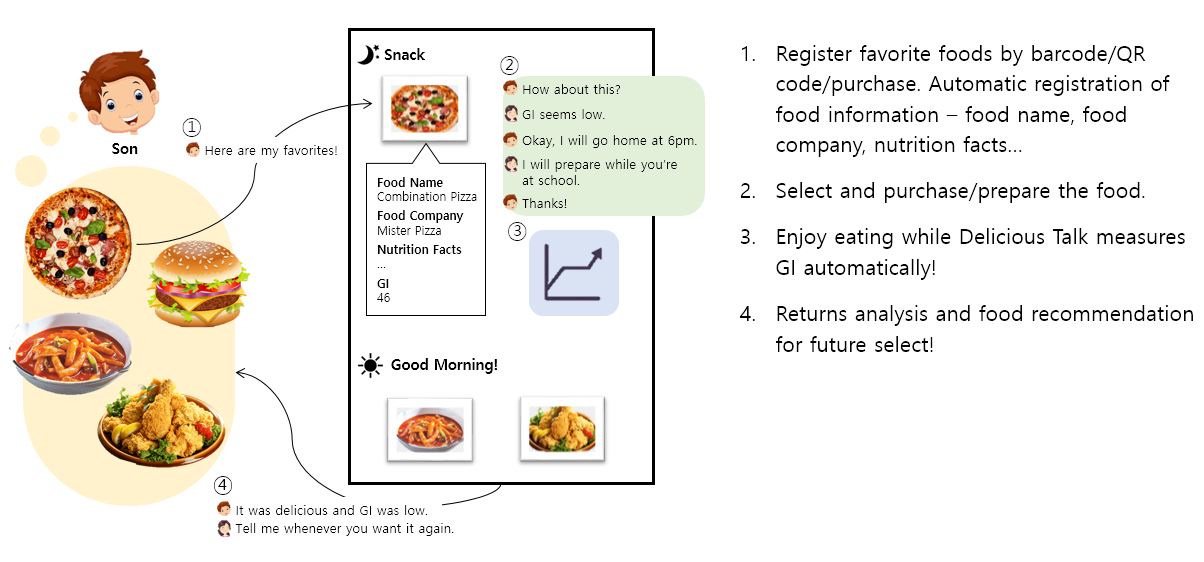 Son
①
Here are my favorites!
Snack
Food Name
Combination Pizza
Food Company
Mister Pizza
Nutrition Facts
...
GI
46
②
How about this?
GI seems low.
Okay, I will go home at 6pm.
I will prepare while you're
at school.
Thanks!
③
Good Morning!
④
It was delicious and GI was low.
Tell me whenever you want it again.
1. Register favorite foods by barcode/QR
code/purchase. Automatic registration of
food information – food name, food
company, nutrition facts...
2. Select and purchase/prepare the food.
3. Enjoy eating while Delicious Talk measures
GI automatically!
4. Returns analysis and food recommendation
for future select!